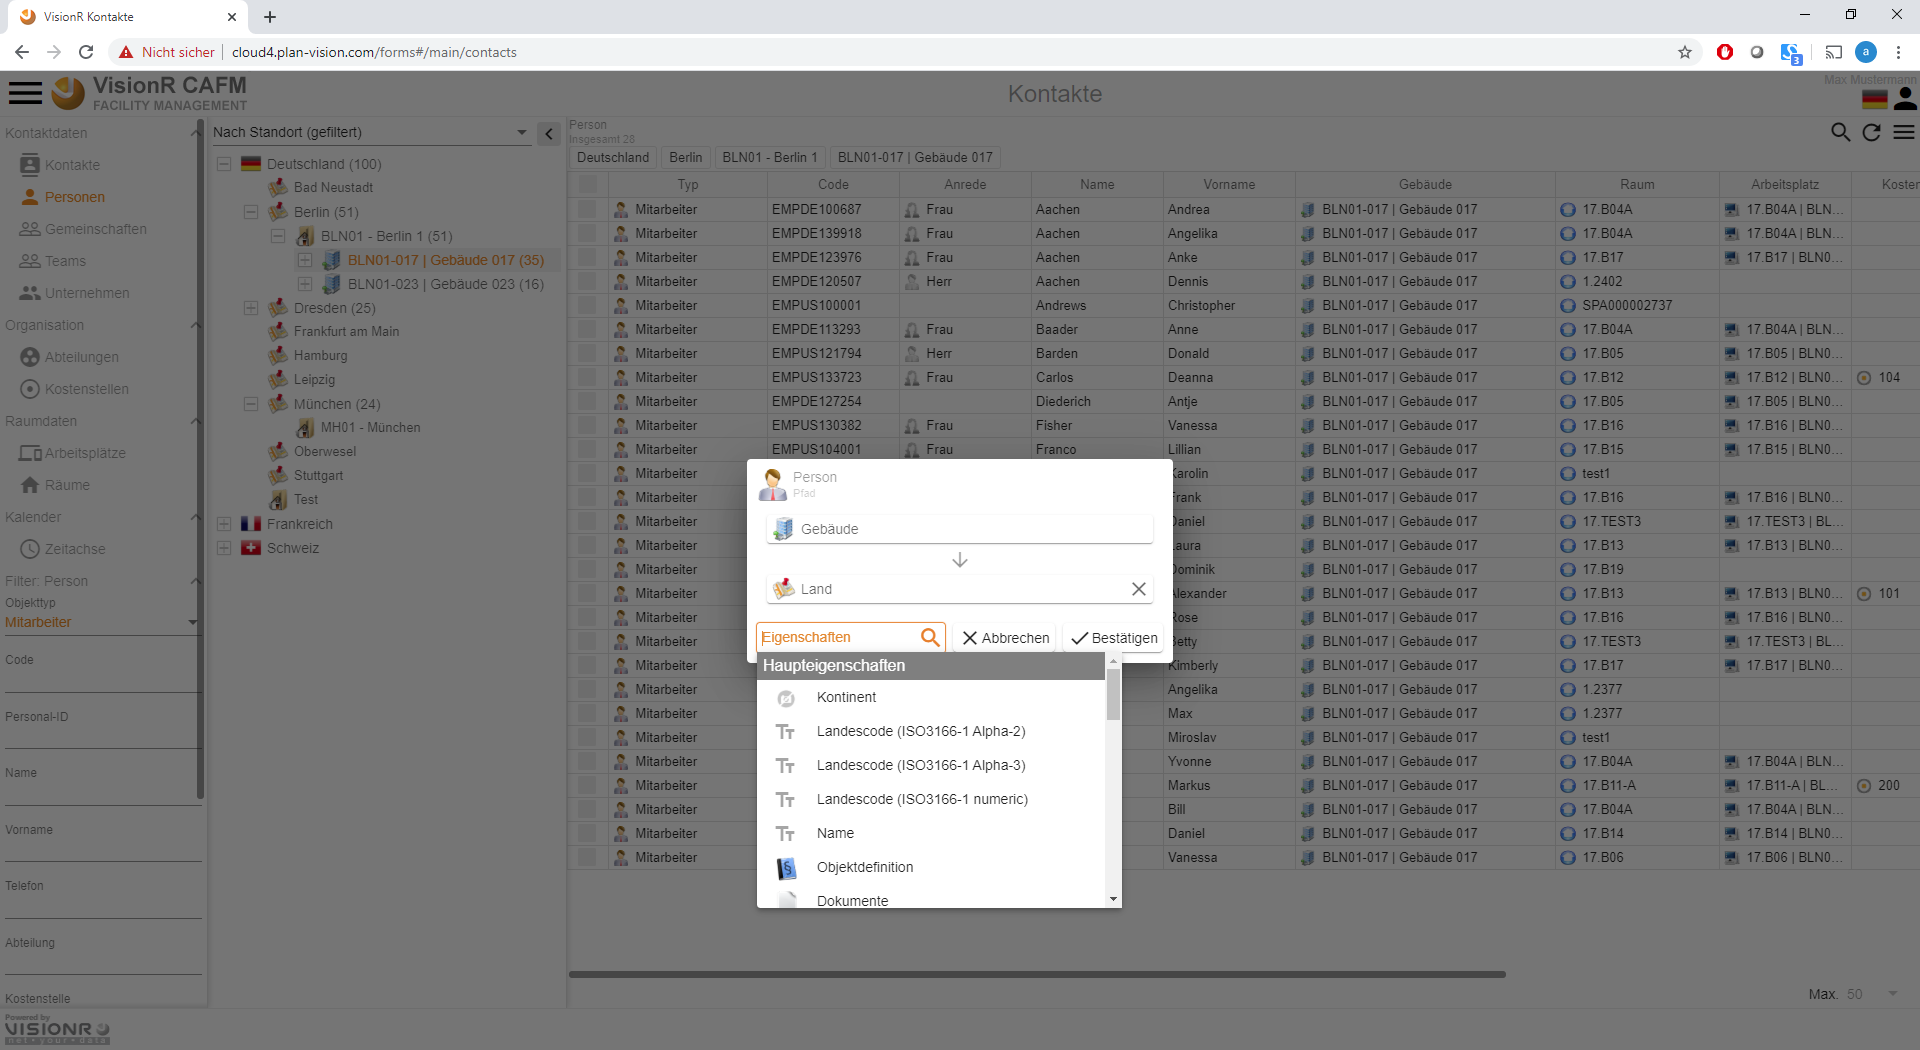 VisionR Kontakte
Nicht sicher
cloud4.plan-vision.com/forms#/main/contacts
3
a
VisionR CAFM
FACILITY MANAGEMENT
Kontakte
Max Mustermann
Kontaktdaten
Kontakte
Personen
Gemeinschaften
Teams
Unternehmen
Organisation
Abteilungen
Kostenstellen
Raumdaten
Arbeitsplätze
Räume
Kalender
Zeitachse
Filter: Person
Objekttyp
Mitarbeiter
Code
Personal-ID
Name
Vorname
Telefon
Abteilung
Kostenstelle
Powered by
VISIONR
net • your • data
Nach Standort (gefiltert)
Deutschland (100)
Bad Neustadt
Berlin (51)
BLN01 - Berlin 1 (51)
BLN01-017 | Gebäude 017 (35)
BLN01-023 | Gebäude 023 (16)
Dresden (25)
Frankfurt am Main
Hamburg
Leipzig
München (24)
MH01 - München
Oberwesel
Stuttgart
Test
Frankreich
Schweiz
Person
Insgesamt 28
Deutschland Berlin BLN01 - Berlin 1 BLN01-017 | Gebäude 017
Typ Code Anrede Name Vorname Gebäude Raum Arbeitsplatz Kosten
Mitarbeiter EMPDE100687 Frau Aachen Andrea BLN01-017 | Gebäude 017 17.B04A 17.B04A | BLN...
Mitarbeiter EMPDE139918 Frau Aachen Angelika BLN01-017 | Gebäude 017 17.B04A 17.B04A | BLN...
Mitarbeiter EMPDE123976 Frau Aachen Anke BLN01-017 | Gebäude 017 17.B17 17.B17 | BLN0...
Mitarbeiter EMPDE120507 Herr Aachen Dennis BLN01-017 | Gebäude 017 1.2402
Mitarbeiter EMPUS100001 Andrews Christopher BLN01-017 | Gebäude 017 SPA000002737
Mitarbeiter EMPDE113293 Frau Baader Anne BLN01-017 | Gebäude 017 17.B04A 17.B04A | BLN...
Mitarbeiter EMPUS121794 Herr Barden Donald BLN01-017 | Gebäude 017 17.B05 17.B05 | BLN0...
Mitarbeiter EMPUS133723 Frau Carlos Deanna BLN01-017 | Gebäude 017 17.B12 17.B12 | BLN0... 104
Mitarbeiter EMPDE127254 Diederich Antje BLN01-017 | Gebäude 017 17.B05 17.B05 | BLN0...
Mitarbeiter EMPUS130382 Frau Fisher Vanessa BLN01-017 | Gebäude 017 17.B16 17.B16 | BLN0...
Mitarbeiter EMPUS104001 Frau Franco Lillian BLN01-017 | Gebäude 017 17.B15 17.B15 | BLN0...
Mitarbeiter Karolin BLN01-017 | Gebäude 017 test1
Mitarbeiter Frank BLN01-017 | Gebäude 017 17.B16 17.B16 | BLN0...
Mitarbeiter Daniel BLN01-017 | Gebäude 017 17.TEST3 17.TEST3 | BL...
Mitarbeiter Laura BLN01-017 | Gebäude 017 17.B13 17.B13 | BLN0...
Mitarbeiter Dominik BLN01-017 | Gebäude 017 17.B19
Mitarbeiter Alexander BLN01-017 | Gebäude 017 17.B13 17.B13 | BLN0... 101
Mitarbeiter Rose BLN01-017 | Gebäude 017 17.B16 17.B16 | BLN0...
Mitarbeiter Betty BLN01-017 | Gebäude 017 17.TEST3 17.TEST3 | BL...
Mitarbeiter Kimberly BLN01-017 | Gebäude 017 17.B17 17.B17 | BLN0...
Mitarbeiter Angelika BLN01-017 | Gebäude 017 1.2377
Mitarbeiter Max BLN01-017 | Gebäude 017 1.2377
Mitarbeiter Miroslav BLN01-017 | Gebäude 017 test1
Mitarbeiter Yvonne BLN01-017 | Gebäude 017 17.B04A 17.B04A | BLN...
Mitarbeiter Markus BLN01-017 | Gebäude 017 17.B11-A 17.B11-A | BL... 200
Mitarbeiter Bill BLN01-017 | Gebäude 017 17.B04A 17.B04A | BLN...
Mitarbeiter Daniel BLN01-017 | Gebäude 017 17.B14 17.B14 | BLN0...
Mitarbeiter Vanessa BLN01-017 | Gebäude 017 17.B06 17.B06 | BLN0...
Max. 50
Person
Pfad
Gebäude
Land
Eigenschaften Abbrechen Bestätigen
Haupteigenschaften
Kontinent
Landescode (ISO3166-1 Alpha-2)
Landescode (ISO3166-1 Alpha-3)
Landescode (ISO3166-1 numeric)
Name
Objektdefinition
Dokumente